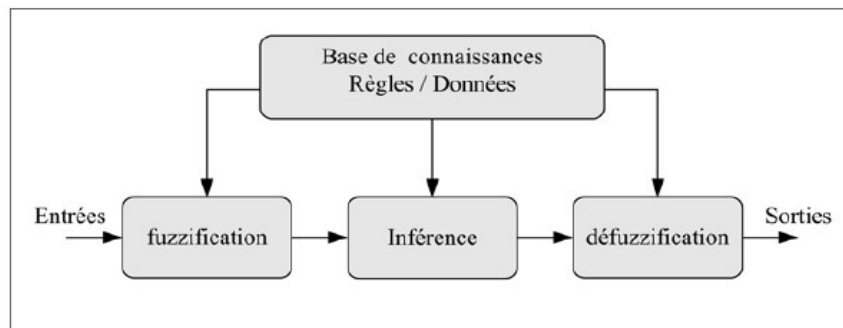 Base de connaissances
Règles / Données
Entrées
fuzzification
Inférence
défuzzification
Sorties